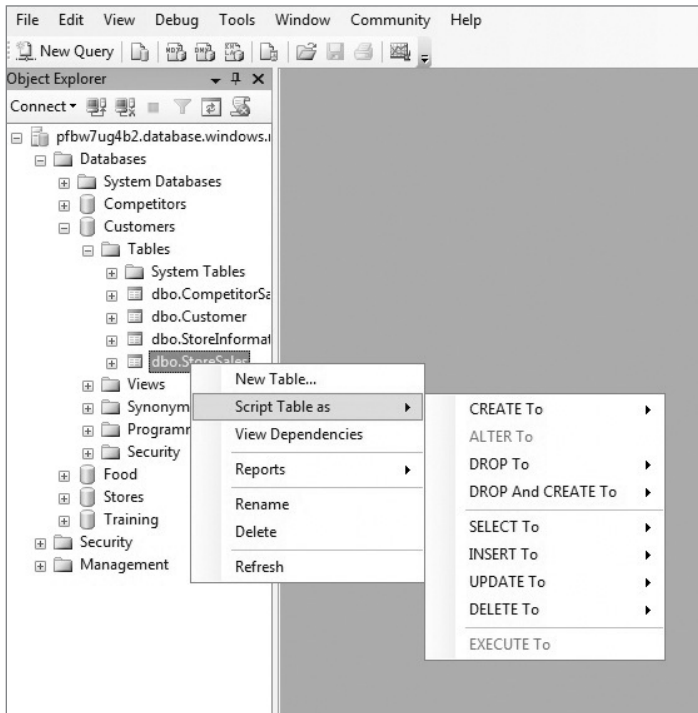 File Edit View Debug Tools Window Community Help
New Query
Object Explorer
Connect
pfbw7ug4b2.database.windows.
Databases
System Databases
Competitors
Customers
Tables
System Tables
dbo.CompetitorSa
dbo.Customer
dbo.StoreInformat
dbo.StoreSales
Views
Synonym
Programm
Security
Food
Stores
Training
Security
Management
New Table...
Script Table as
View Dependencies
Reports
Rename
Delete
Refresh
CREATE To
ALTER To
DROP To
DROP And CREATE To
SELECT To
INSERT To
UPDATE To
DELETE To
EXECUTE To